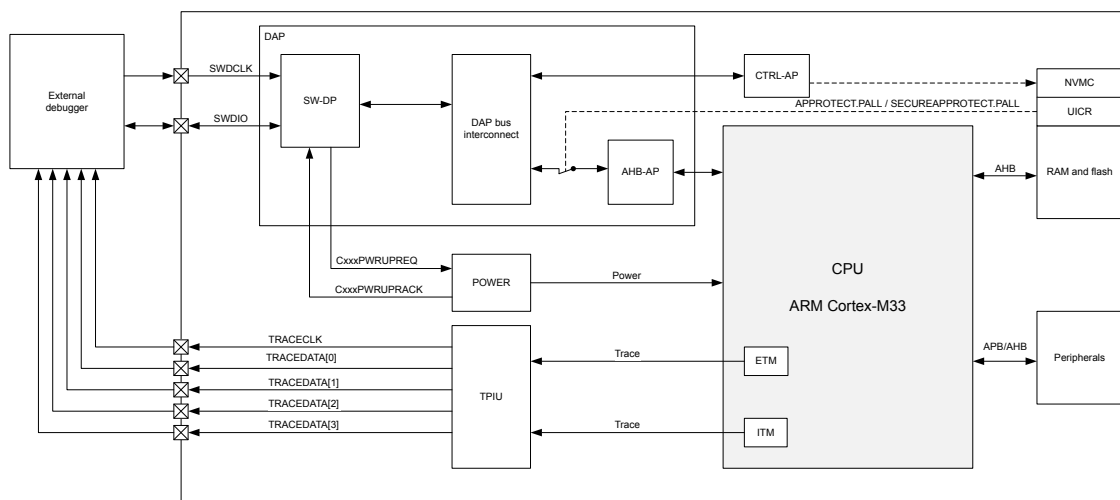 DAP
External
debugger
SWDCLK
SWDIO
SW-DP
DAP bus
interconnect
CTRL-AP
NVMC
UICR
APPROTECT.PALL / SECUREAPPROTECT.PALL
AHB-AP
AHB
RAM and flash
CxxxPWRUPREQ
CxxxPWRUPRACK
POWER
Power
CPU
ARM Cortex-M33
TRACECLK
TRACEDATA[0]
TRACEDATA[1]
TRACEDATA[2]
TRACEDATA[3]
TPIU
Trace
ETM
Trace
ITM
APB/AHB
Peripherals